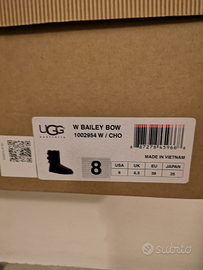 UGG
australia
W BAILEY BOW
1002954 W / CHO
8
MADE IN VIETNAM
USA UK EU JAPAN
8 6.5 39 25
subito